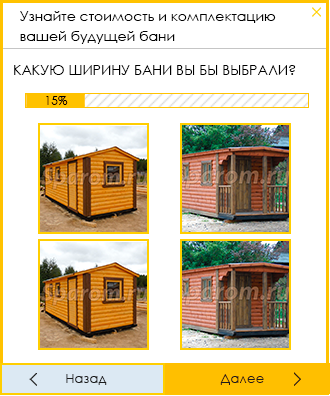 Узнайте стоимость и комплектацию
вашей будущей бани
КАКУЮ ШИРИНУ БАНИ ВЫ БЫ ВЫБРАЛИ?
15%
Назад
Далее